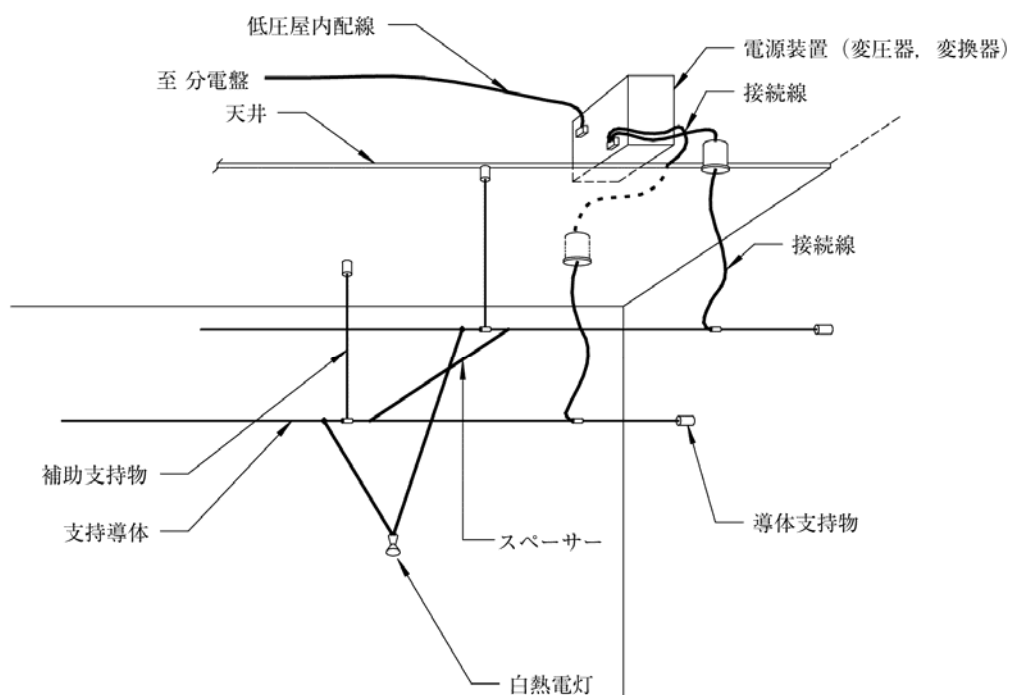 低圧屋内配線
電源装置（変圧器，変換器）
至 分電盤
接続線
天井
接続線
補助支持物
支持導体
スペーサー
導体支持物
白熱電灯